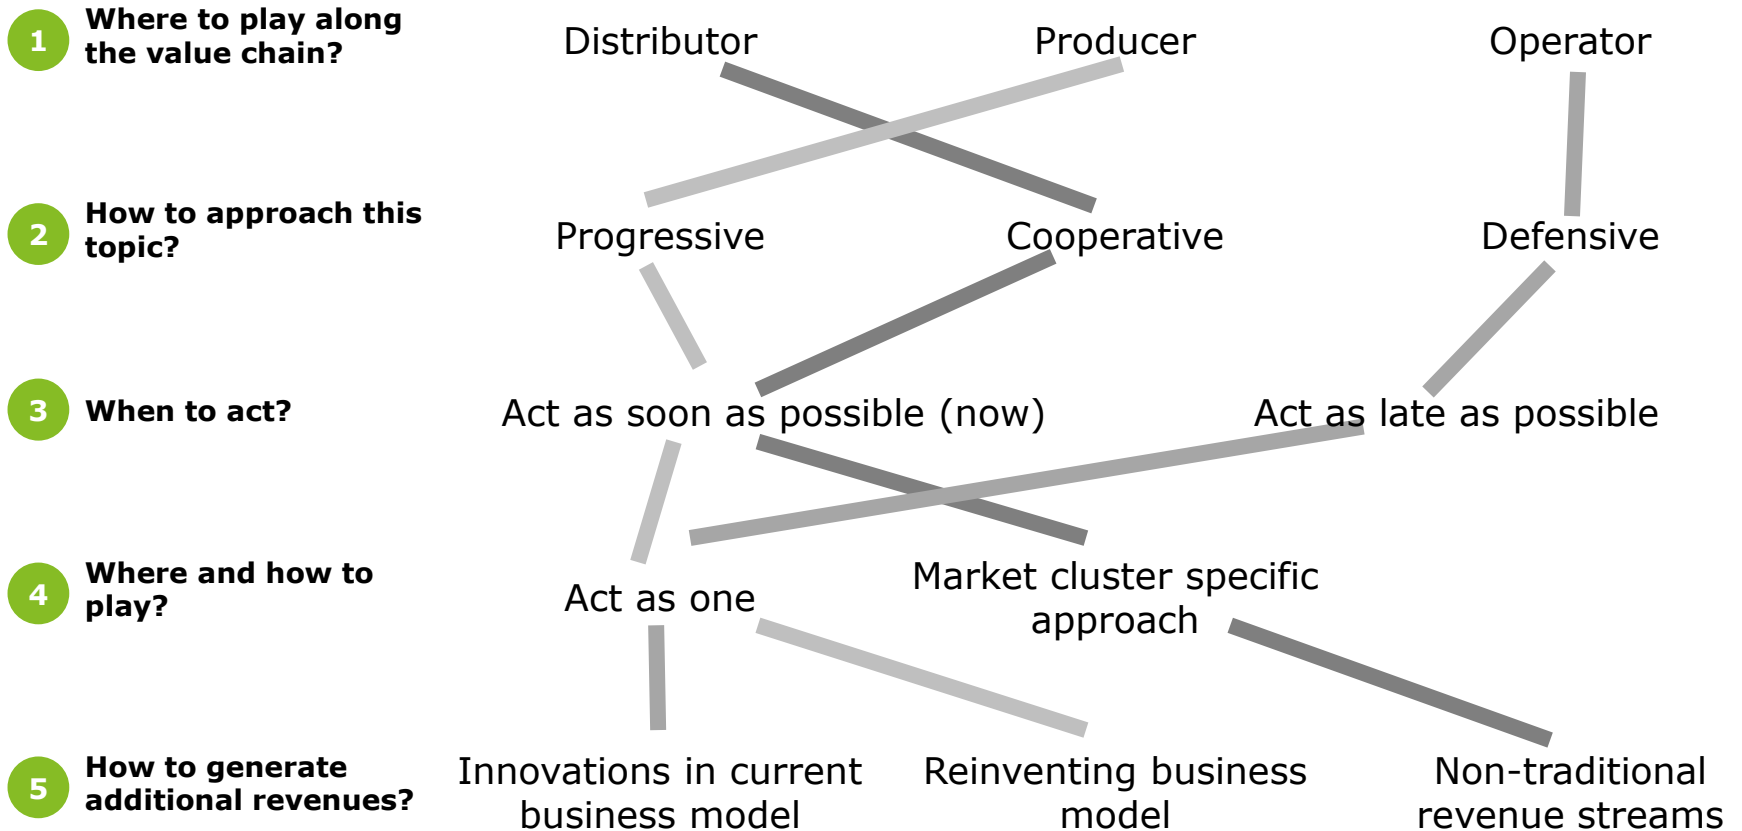 1
Where to play along
the value chain?
Distributor
Producer
Operator
2
How to approach this
topic?
Progressive
Cooperative
Defensive
3
When to act?
Act as soon as possible (now)
Act as late as possible
4
Where and how to
play?
Act as one
Market cluster specific
approach
5
How to generate
additional revenues?
Innovations in current
business model
Reinventing business
model
Non-traditional
revenue streams